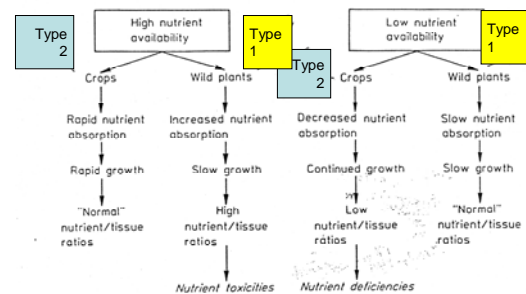 Type
2
High nutrient
availability
Type
1
Low nutrient
availability
Type
1
Type
2
Crops
Wild plants
Crops
Wild plants
Rapid nutrient
absorption
Increased nutrient
absorption
Decreased nutrient
absorption
Slow nutrient
absorption
Rapid growth
Slow growth
Continued growth
Slow growth
"Normal"
nutrient/tissue
ratios
High
nutrient/tissue
ratios
Low
nutrient/tissue
ratios
"Normal"
nutrient/tissue
ratios
Nutrient toxicities
Nutrient deficiencies